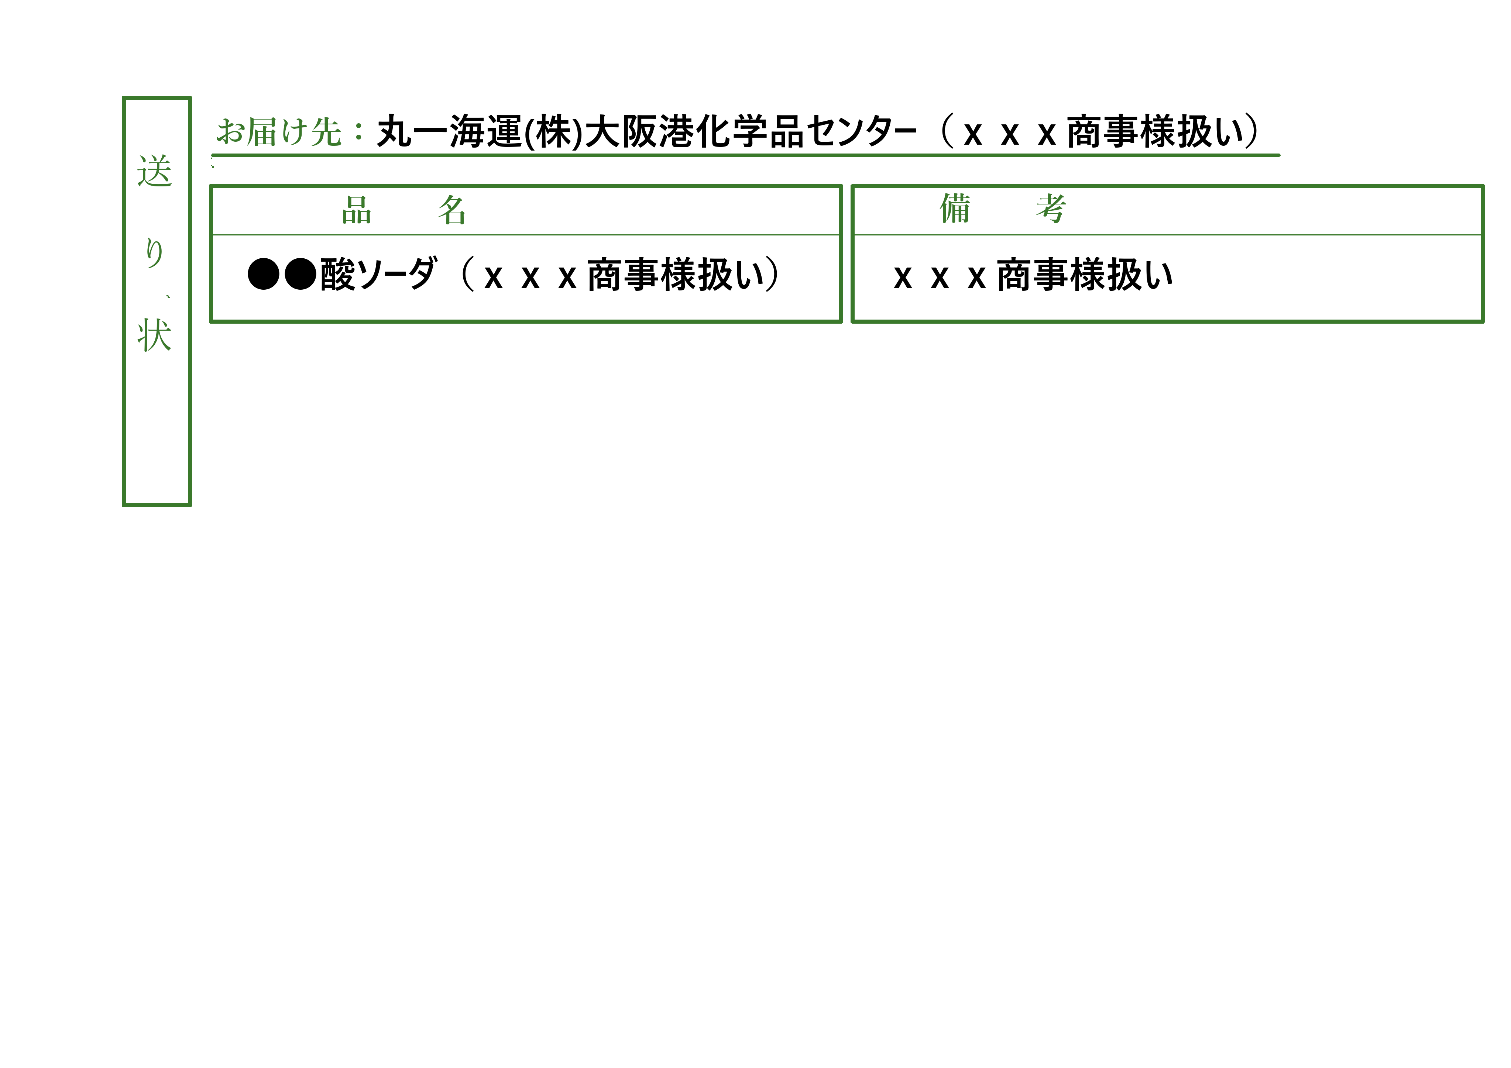 送り状
お届け先：丸一海運(株)大阪港化学品センター（ｘｘｘ商事様扱い）
品　　名
備　　考
●●酸ソーダ（ｘｘｘ商事様扱い）
ｘｘｘ商事様扱い